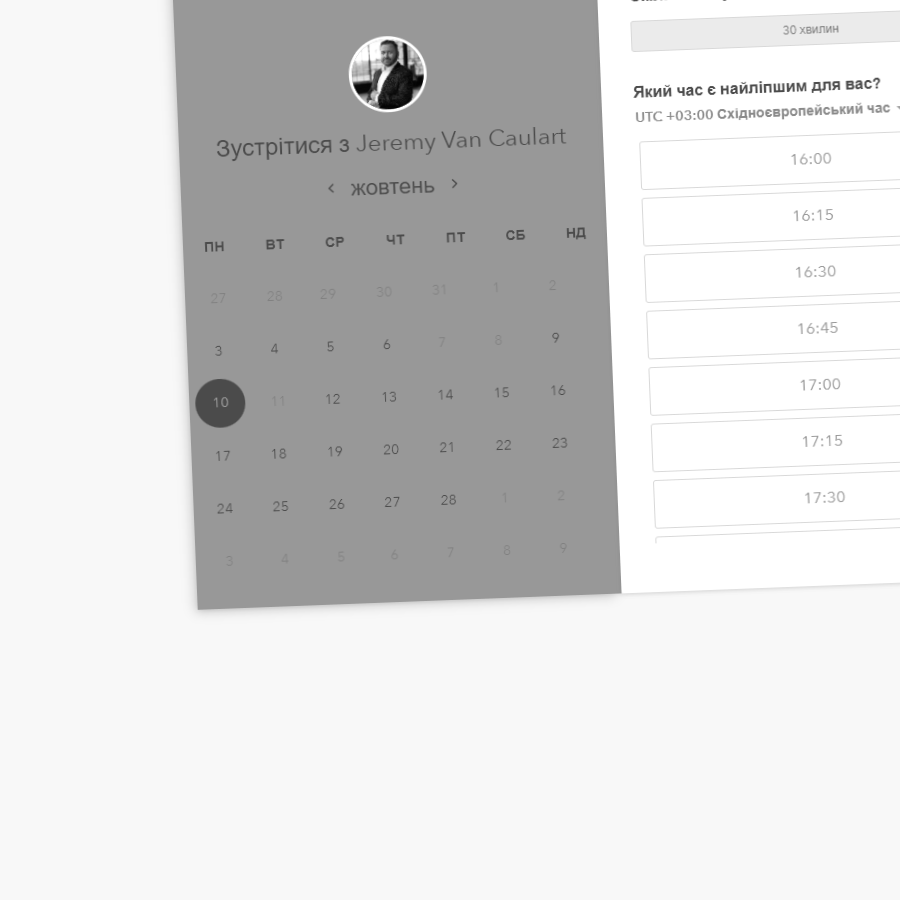 Зустрітися з Jeremy Van Caulart
‹ жовтень ›
ПН ВТ СР ЧТ ПТ СБ НД
27 28 29 30 31 1 2
3 4 5 6 7 8 9
10 11 12 13 14 15 16
17 18 19 20 21 22 23
24 25 26 27 28 1 2
3 4 5 6 7 8 9
30 хвилин
Який час є найліпшим для вас?
UTC +03:00 Східноєвропейський час
16:00
16:15
16:30
16:45
17:00
17:15
17:30